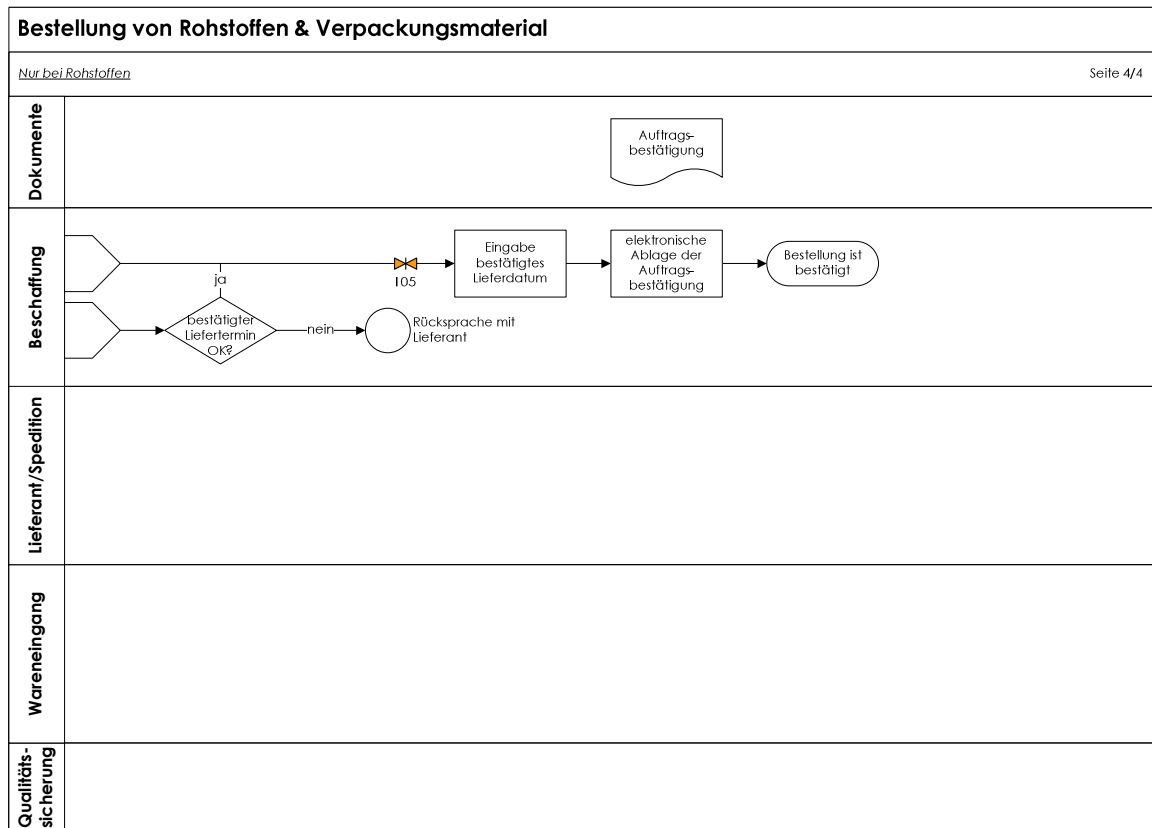 Bestellung von Rohstoffen & Verpackungsmaterial
Nur bei Rohstoffen
Seite 4/4
Dokumente
Auftrags-
bestätigung
Beschaffung
ja
105
Eingabe
bestätigtes
Lieferdatum
elektronische
Ablage der
Auftrags-
bestätigung
Bestellung ist
bestätigt
bestätigter
Liefertermin
OK?
nein
Rücksprache mit
Lieferant
Lieferant/Spedition
Wareneingang
Qualitäts-
sicherung